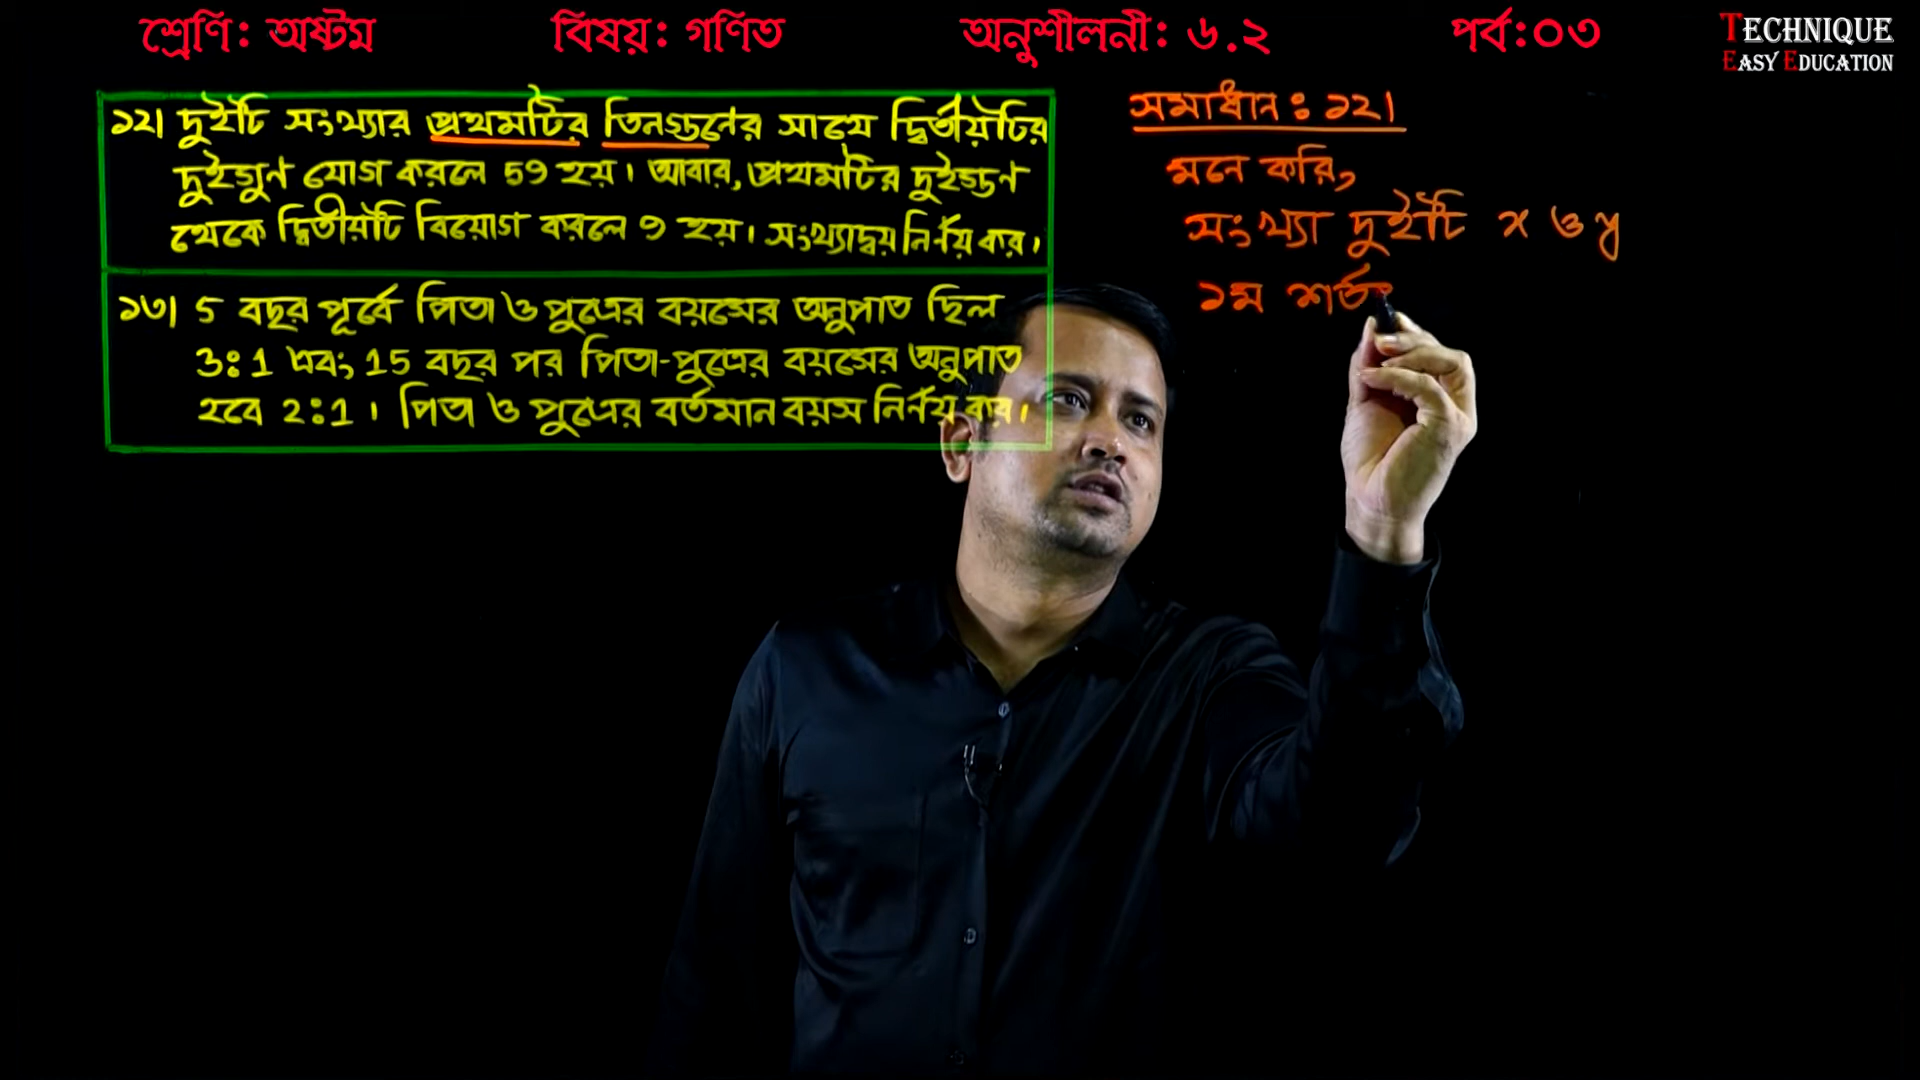 শ্রেণি: অষ্টম বিষয়: গণিত অনুশীলনী: ৬.২ পর্ব:০৩
TECHNIQUE
EASY EDUCATION
১২। দুইটি সংখ্যার প্রথমটির তিনগুণের সাথে দ্বিতীয়টির
দুইগুণ যোগ করলে 59 হয়। আবার, প্রথমটির দুইগুণ
থেকে দ্বিতীয়টি বিয়োগ করলে 9 হয়। সংখ্যাদ্বয় নির্ণয় কর।
১৩। 5 বছর পূর্বে পিতা ও পুত্রের বয়সের অনুপাত ছিল
3:1 এবং 15 বছর পর পিতা-পুত্রের বয়সের অনুপাত
হবে 2:1। পিতা ও পুত্রের বর্তমান বয়স নির্ণয় কর।
সমাধান: ১২।
মনে করি,
সংখ্যা দুইটি x ও y
১ম শর্ত